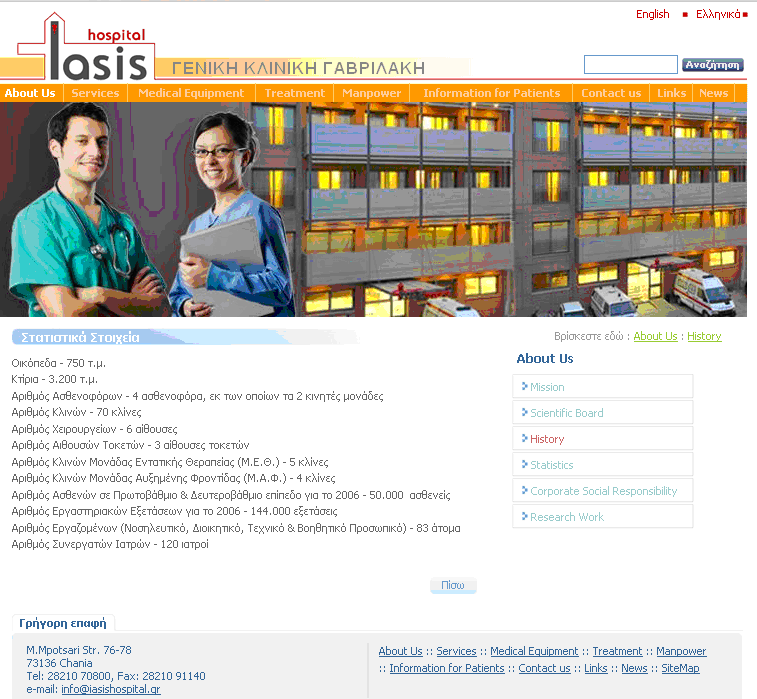 English ■ Ελληνικά ■
hospital
Iasis
ΓΕΝΙΚΗ ΚΛΙΝΙΚΗ ΓΑΒΡΙΛΑΚΗ
Αναζήτηση
About Us Services Medical Equipment Treatment Manpower Information for Patients Contact us Links News
Στατιστικά Στοιχεία
Βρίσκεστε εδώ : About Us : History
Οικόπεδα - 750 τ.μ.
Κτίρια - 3.200 τ.μ.
Αριθμός Ασθενοφόρων - 4 ασθενοφόρα, εκ των οποίων τα 2 κινητές μονάδες
Αριθμός Κλινών - 70 κλίνες
Αριθμός Χειρουργείων - 6 αίθουσες
Αριθμός Αιθουσών Τοκετών - 3 αίθουσες τοκετών
Αριθμός Κλινών Μονάδας Εντατικής Θεραπείας (Μ.Ε.Θ.) - 5 κλίνες
Αριθμός Κλινών Μονάδας Αυξημένης Φροντίδας (Μ.Α.Φ.) - 4 κλίνες
Αριθμός Ασθενών σε Πρωτοβάθμιο & Δευτεροβάθμιο επίπεδο για το 2006 - 50.000 ασθενείς
Αριθμός Εργαστηριακών Εξετάσεων για το 2006 - 144.000 εξετάσεις
Αριθμός Εργαζομένων (Νοσηλευτικό, Διοικητικό, Τεχνικό & Βοηθητικό Προσωπικό) - 83 άτομα
Αριθμός Συνεργατών Ιατρών - 120 ιατροί
Πίσω
About Us
Mission
Scientific Board
History
Statistics
Corporate Social Responsibility
Research Work
Γρήγορη επαφή
M.Mpotsari Str. 76-78
73136 Chania
Tel: 28210 70800, Fax: 28210 91140
e-mail: info@iasishospital.gr
About Us :: Services :: Medical Equipment :: Treatment :: Manpower
:: Information for Patients :: Contact us :: Links :: News :: SiteMap